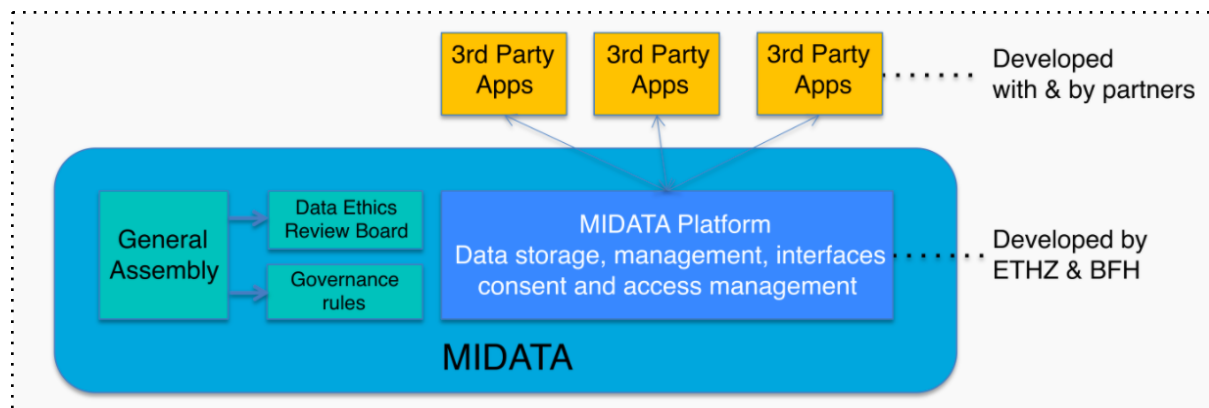 3rd Party
Apps
3rd Party
Apps
3rd Party
Apps
Developed
with & by partners
General
Assembly
Data Ethics
Review Board
Governance
rules
MIDATA Platform
Data storage, management, interfaces
consent and access management
Developed by
ETHZ & BFH
MIDATA